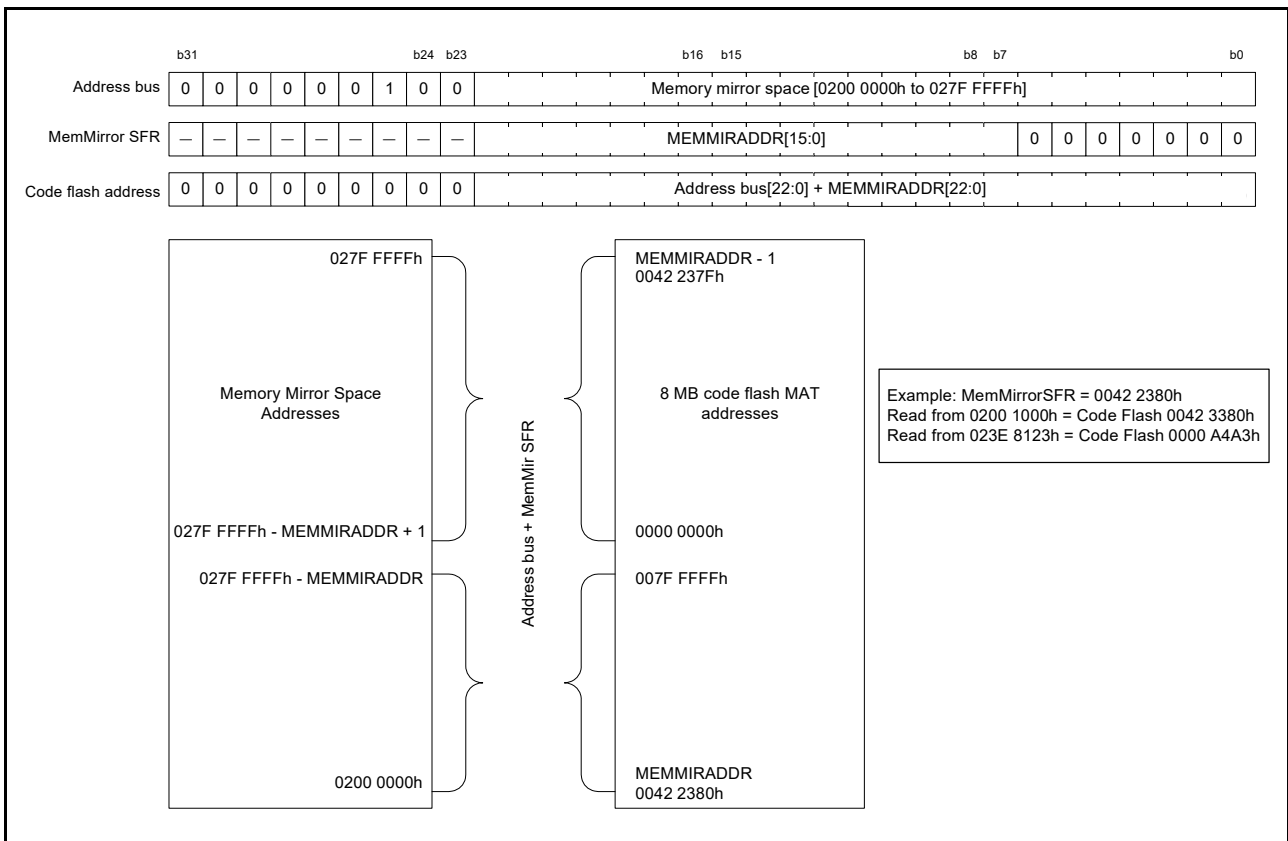 b31 b24 b23 b16 b15 b8 b7 b0
Address bus 0 0 0 0 0 0 1 0 0 Memory mirror space [0200 0000h to 027F FFFFh]
MemMirror SFR — — — — — — — — — MEMMIRADDR[15:0] 0 0 0 0 0 0 0
Code flash address 0 0 0 0 0 0 0 0 0 Address bus[22:0] + MEMMIRADDR[22:0]
027F FFFFh
Memory Mirror Space
Addresses
027F FFFFh - MEMMIRADDR + 1
027F FFFFh - MEMMIRADDR
0200 0000h
Address bus + MemMir SFR
MEMMIRADDR - 1
0042 237Fh
8 MB code flash MAT
addresses
0000 0000h
007F FFFFh
MEMMIRADDR
0042 2380h
Example: MemMirrorSFR = 0042 2380h
Read from 0200 1000h = Code Flash 0042 3380h
Read from 023E 8123h = Code Flash 0000 A4A3h